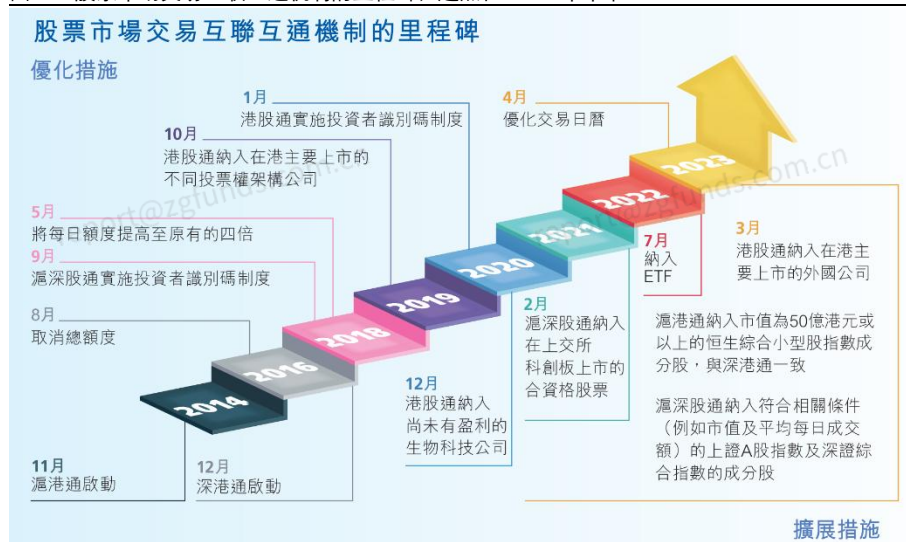 股票市場交易互聯互通機制的里程碑
優化措施
1月
港股通實施投資者識別碼制度
4月
優化交易日曆
10月
港股通納入在港主要上市的
不同投票權架構公司
5月
將每日額度提高至原有的四倍
9月
滬深股通實施投資者識別碼制度
8月
取消總額度
2014
2016
2018
2019
2020
2021
2022
2023
11月
滬港通啟動
12月
深港通啟動
12月
港股通納入
尚未有盈利的
生物科技公司
2月
滬深股通納入
在上交所
科創板上市的
合資格股票
7月
納入
ETF
3月
港股通納入在港主
要上市的外國公司
滬港通納入市值為50億港元或
以上的恒生綜合小型股指數成
分股，與深港通一致
滬深股通納入符合相關條件
（例如市值及平均每日成交
額）的上證A股指數及深證綜
合指數的成分股
擴展措施
report@zgfunds.com.cn
report@zgfunds.com.cn